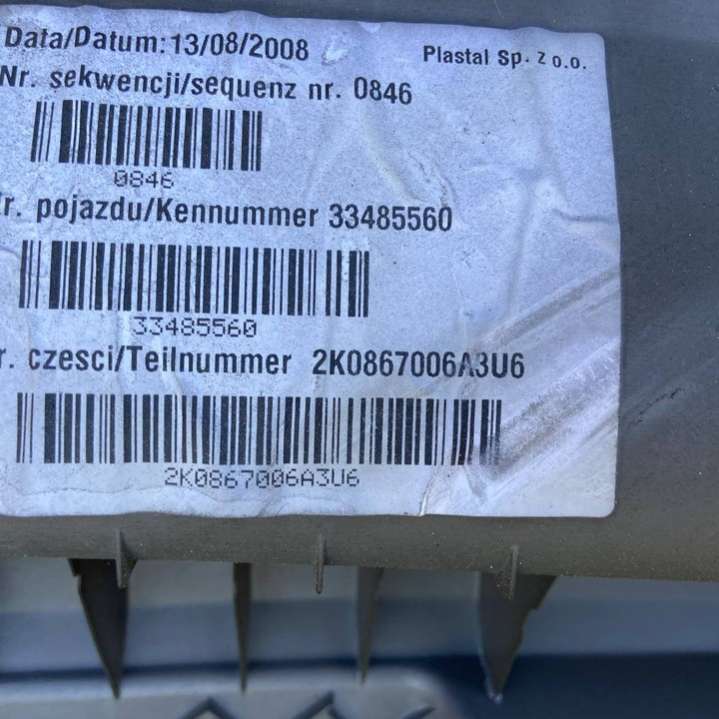 Data/Datum: 13/08/2008 Plastal Sp. z o.o.
Nr. sekwencji/sequenz nr. 0846
0846
r. pojazdu/Kennummer 33485560
33485560
r. czesci/Teilnummer 2K0867006A3U6
2K0867006A3U6